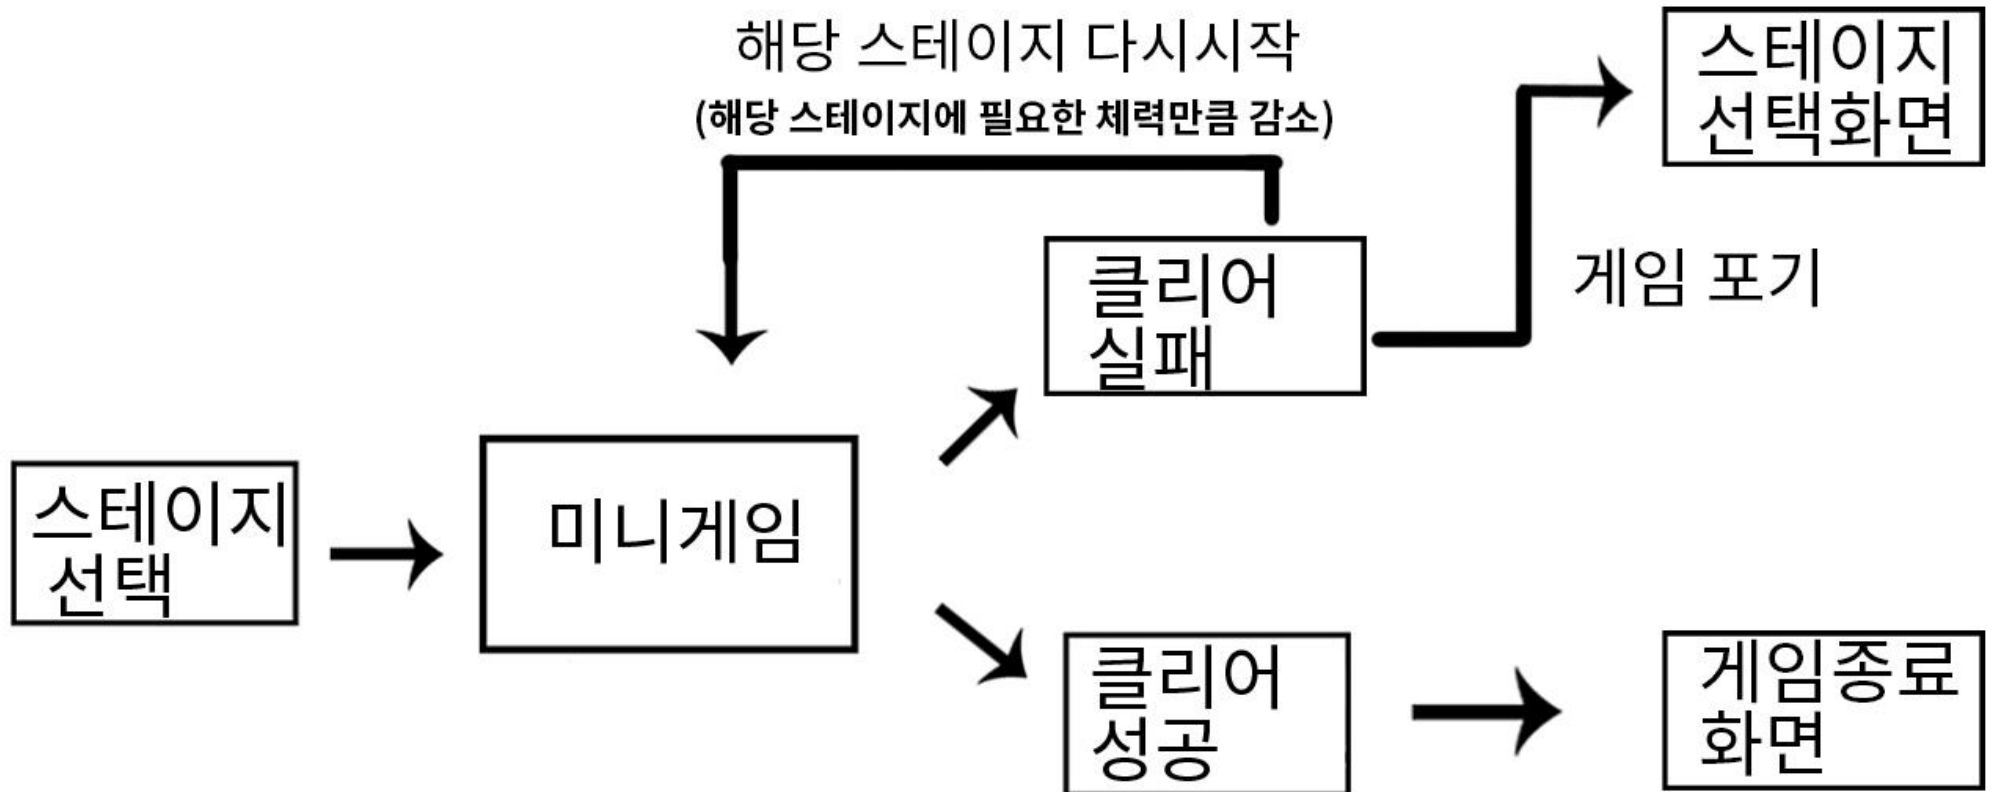 해당 스테이지 다시시작
(해당 스테이지에 필요한 체력만큼 감소)
스테이지
선택화면
클리어
실패
게임 포기
스테이지
선택
미니게임
클리어
성공
게임종료
화면